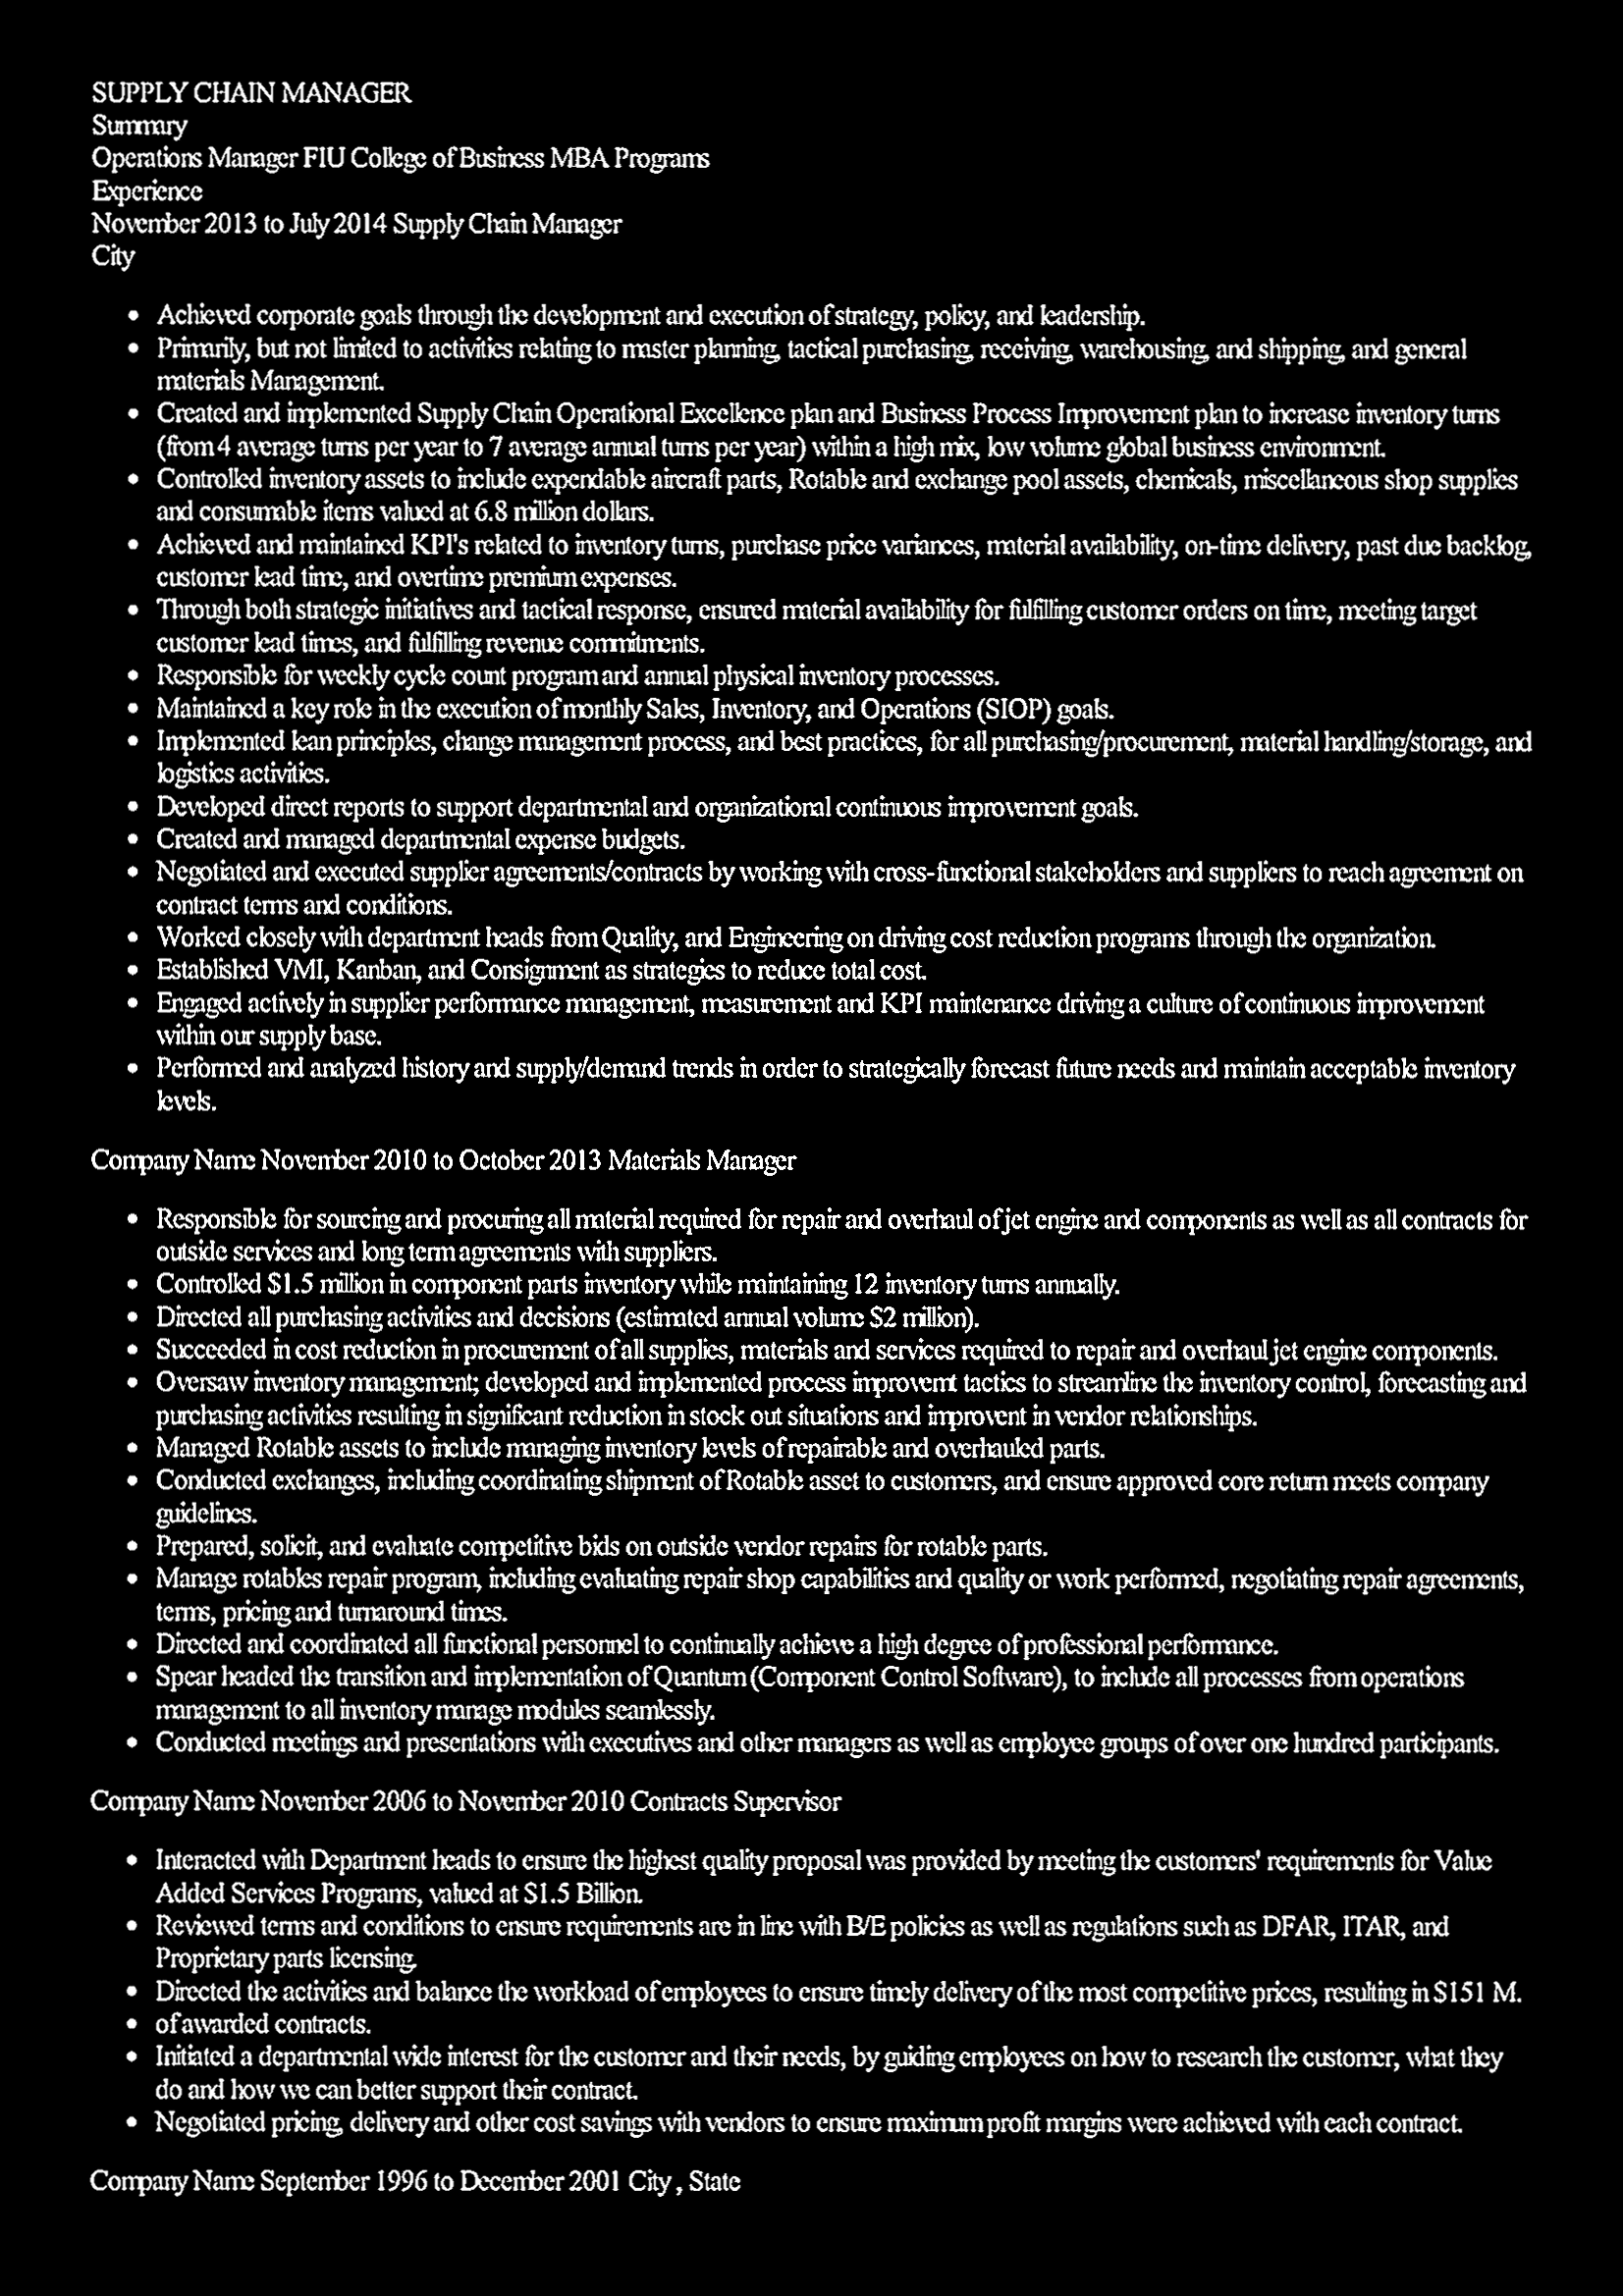 SUPPLY CHAIN MANAGER
Summary
Operations Manager FIU College of Business MBA Programs
Experience
November 2013 to July 2014 Supply Chain Manager
City
• Achieved corporate goals through the development and execution of strategy, policy, and leadership.
• Primarily, but not limited to activities relating to master planning, tactical purchasing, receiving, warehousing, and shipping, and general
materials Management.
• Created and implemented Supply Chain Operational Excellence plan and Business Process Improvement plan to increase inventory turns
(from 4 average turns per year to 7 average annual turns per year) within a high mix, low volume global business environment.
• Controlled inventory assets to include expendable aircraft parts, Rotable and exchange pool assets, chemicals, miscellaneous shop supplies
and consumable items valued at 6.8 million dollars.
• Achieved and maintained KPI's related to inventory turns, purchase price variances, material availability, on-time delivery, past due backlog,
customer lead time, and overtime premium expenses.
• Through both strategic initiatives and tactical response, ensured material availability for fulfilling customer orders on time, meeting target
customer lead times, and fulfilling revenue commitments.
• Responsible for weekly cycle count program and annual physical inventory processes.
• Maintained a key role in the execution of monthly Sales, Inventory, and Operations (SIOP) goals.
• Implemented lean principles, change management process, and best practices, for all purchasing/procurement, material handling/storage, and
logistics activities.
• Developed direct reports to support departmental and organizational continuous improvement goals.
• Created and managed departmental expense budgets.
• Negotiated and executed supplier agreements/contracts by working with cross-functional stakeholders and suppliers to reach agreement on
contract terms and conditions.
• Worked closely with department heads from Quality, and Engineering on driving cost reduction programs through the organization.
• Established VMI, Kanban, and Consignment as strategies to reduce total cost.
• Engaged actively in supplier performance management, measurement and KPI maintenance driving a culture of continuous improvement
within our supply base.
• Performed and analyzed history and supply/demand trends in order to strategically forecast future needs and maintain acceptable inventory
levels.
Company Name November 2010 to October 2013 Materials Manager
• Responsible for sourcing and procuring all material required for repair and overhaul of jet engine and components as well as all contracts for
outside services and long term agreements with suppliers.
• Controlled $1.5 million in component parts inventory while maintaining 12 inventory turns annually.
• Directed all purchasing activities and decisions (estimated annual volume $2 million).
• Succeeded in cost reduction in procurement of all supplies, materials and services required to repair and overhaul jet engine components.
• Oversaw inventory management; developed and implemented process improvemt tactics to streamline the inventory control, forecasting and
purchasing activities resulting in significant reduction in stock out situations and improvent in vendor relationships.
• Managed Rotable assets to include managing inventory levels of repairable and overhauled parts.
• Conducted exchanges, including coordinating shipment of Rotable asset to customers, and ensure approved core return meets company
guidelines.
• Prepared, solicit, and evaluate competitive bids on outside vendor repairs for rotable parts.
• Manage rotables repair program, including evaluating repair shop capabilities and quality or work performed, negotiating repair agreements,
terms, pricing and turnaround times.
• Directed and coordinated all functional personnel to continually achieve a high degree of professional performance.
• Spear headed the transition and implementation of Quantum (Component Control Software), to include all processes from operations
management to all inventory manage modules seamlessly.
• Conducted meetings and presentations with executives and other managers as well as employee groups of over one hundred participants.
Company Name November 2006 to November 2010 Contracts Supervisor
• Interacted with Department heads to ensure the highest quality proposal was provided by meeting the customers' requirements for Value
Added Services Programs, valued at $1.5 Billion.
• Reviewed terms and conditions to ensure requirements are in line with B/E policies as well as regulations such as DFAR, ITAR, and
Proprietary parts licensing.
• Directed the activities and balance the workload of employees to ensure timely delivery of the most competitive prices, resulting in $151 M.
• of awarded contracts.
• Initiated a departmental wide interest for the customer and their needs, by guiding employees on how to research the customer, what they
do and how we can better support their contract.
• Negotiated pricing, delivery and other cost savings with vendors to ensure maximum profit margins were achieved with each contract.
Company Name September 1996 to December 2001 City , State